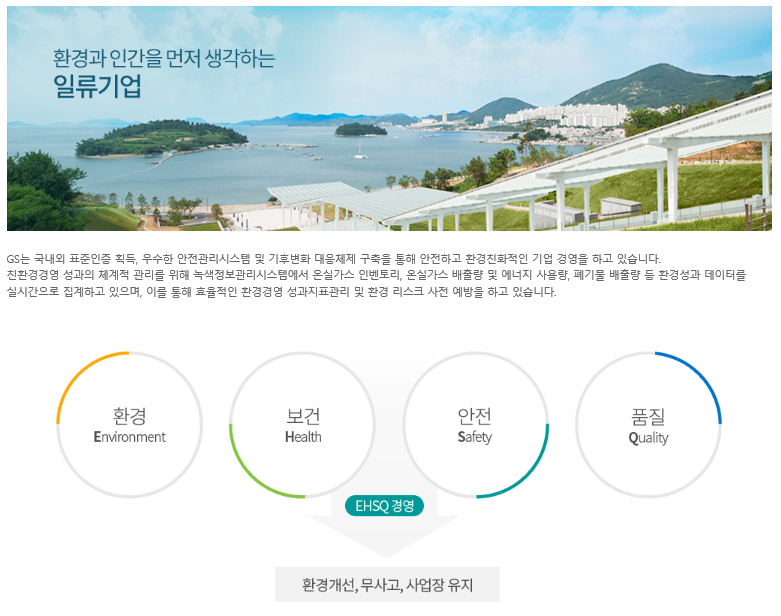 환경과 인간을 먼저 생각하는
일류기업
GS는 국내외 표준인증 획득, 우수한 안전관리시스템 및 기후변화 대응체제 구축을 통해 안전하고 환경친화적인 기업 경영을 하고 있습니다.
친환경경영 성과의 체계적 관리를 위해 녹색정보관리시스템에서 온실가스 인벤토리, 온실가스 배출량 및 에너지 사용량, 폐기물 배출량 등 환경성과 데이터를
실시간으로 집계하고 있으며, 이를 통해 효율적인 환경경영 성과지표관리 및 환경 리스크 사전 예방을 하고 있습니다.
환경
Environment
보건
Health
안전
Safety
품질
Quality
EHSQ 경영
환경개선, 무사고, 사업장 유지